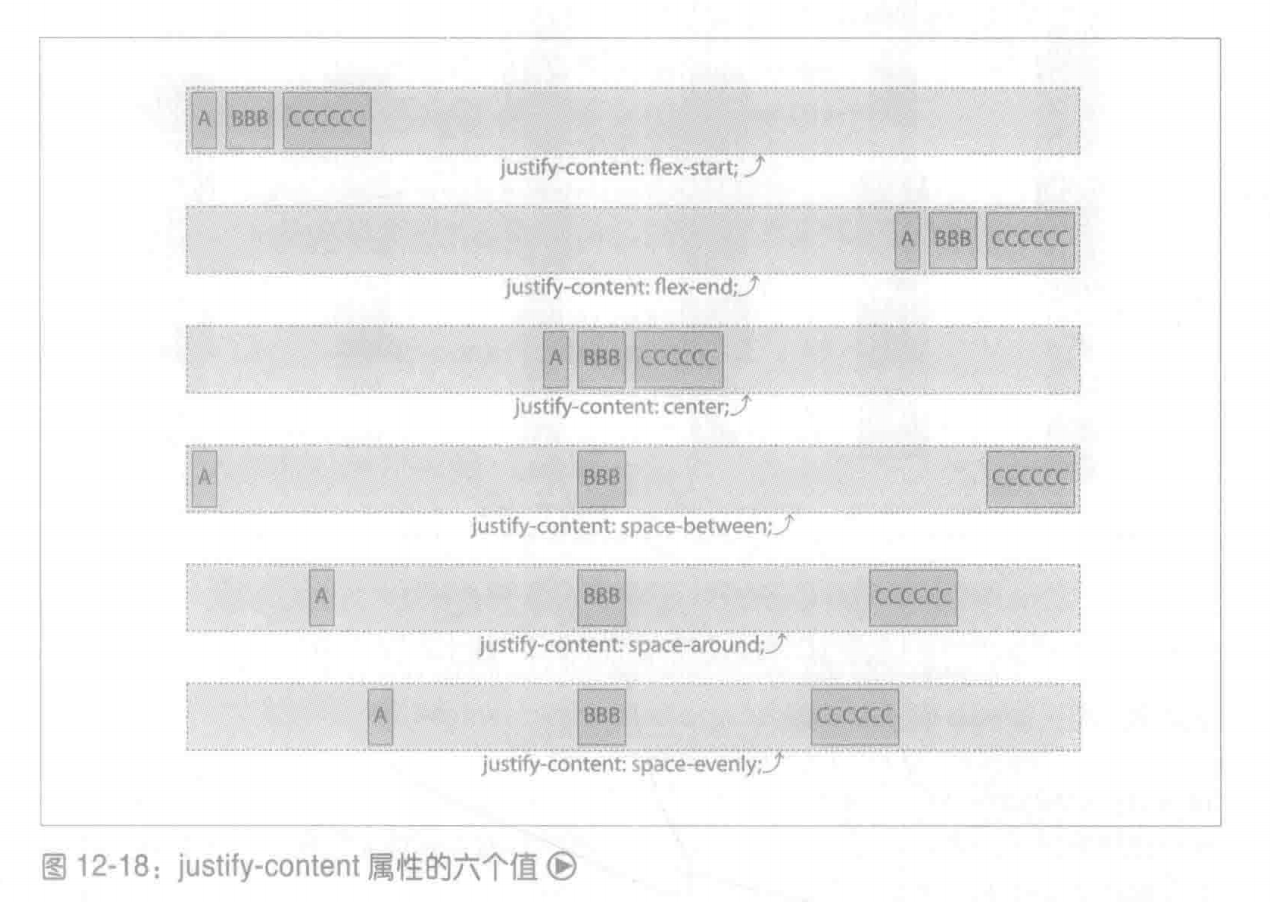 A BBB CCCCCC
justify-content: flex-start;
A BBB CCCCCC
justify-content: flex-end;
A BBB CCCCCC
justify-content: center;
A BBB CCCCCC
justify-content: space-between;
A BBB CCCCCC
justify-content: space-around;
A BBB CCCCCC
justify-content: space-evenly;
图 12-18：justify-content 属性的六个值